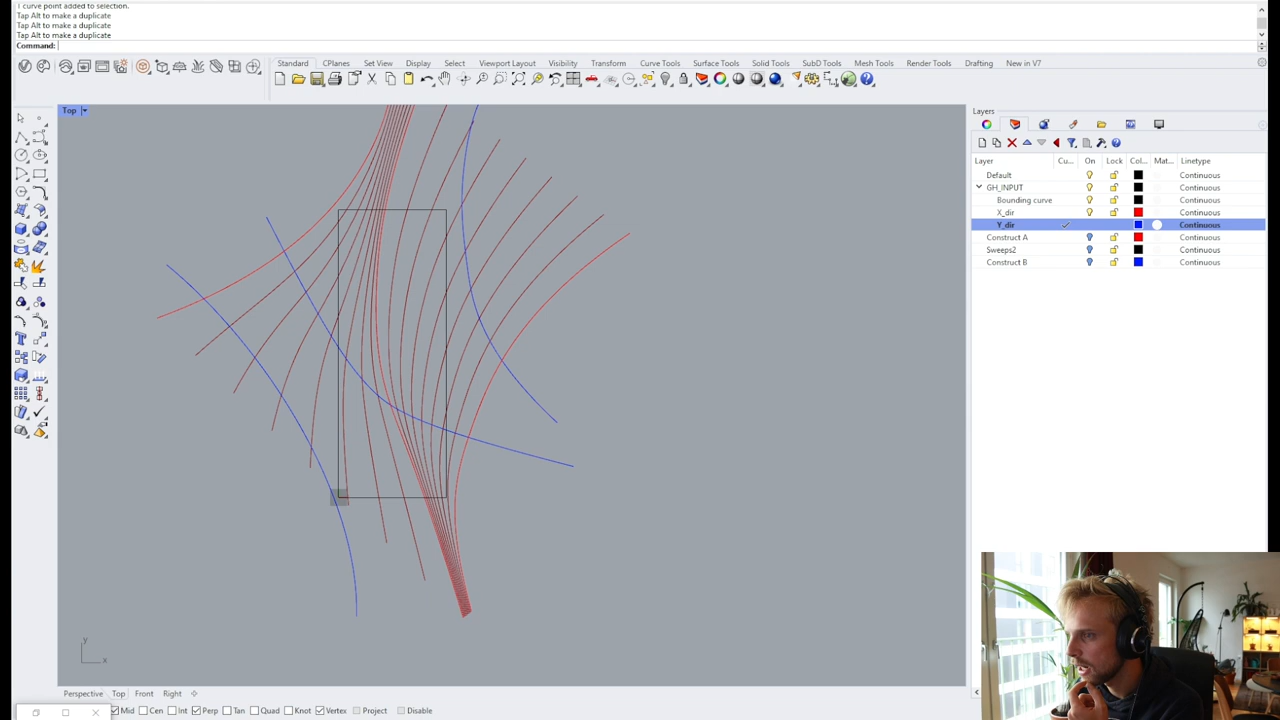 1 curve point added to selection.
Tap Alt to make a duplicate
Tap Alt to make a duplicate
Tap Alt to make a duplicate
Command:
Standard CPlanes Set View Display Select Viewport Layout Visibility Transform Curve Tools Surface Tools Solid Tools SubD Tools Mesh Tools Render Tools Drafting New in V7
Top
Layers
Layer Cu... On Lock Col... Mat... Linetype
Default Continuous
GH_INPUT Continuous
Bounding curve Continuous
X_dir Continuous
Y_dir Continuous
Construct A Continuous
Sweeps2 Continuous
Construct B Continuous
y
x
Perspective Top Front Right
Mid Cen Int Perp Tan Quad Knot Vertex Project Disable